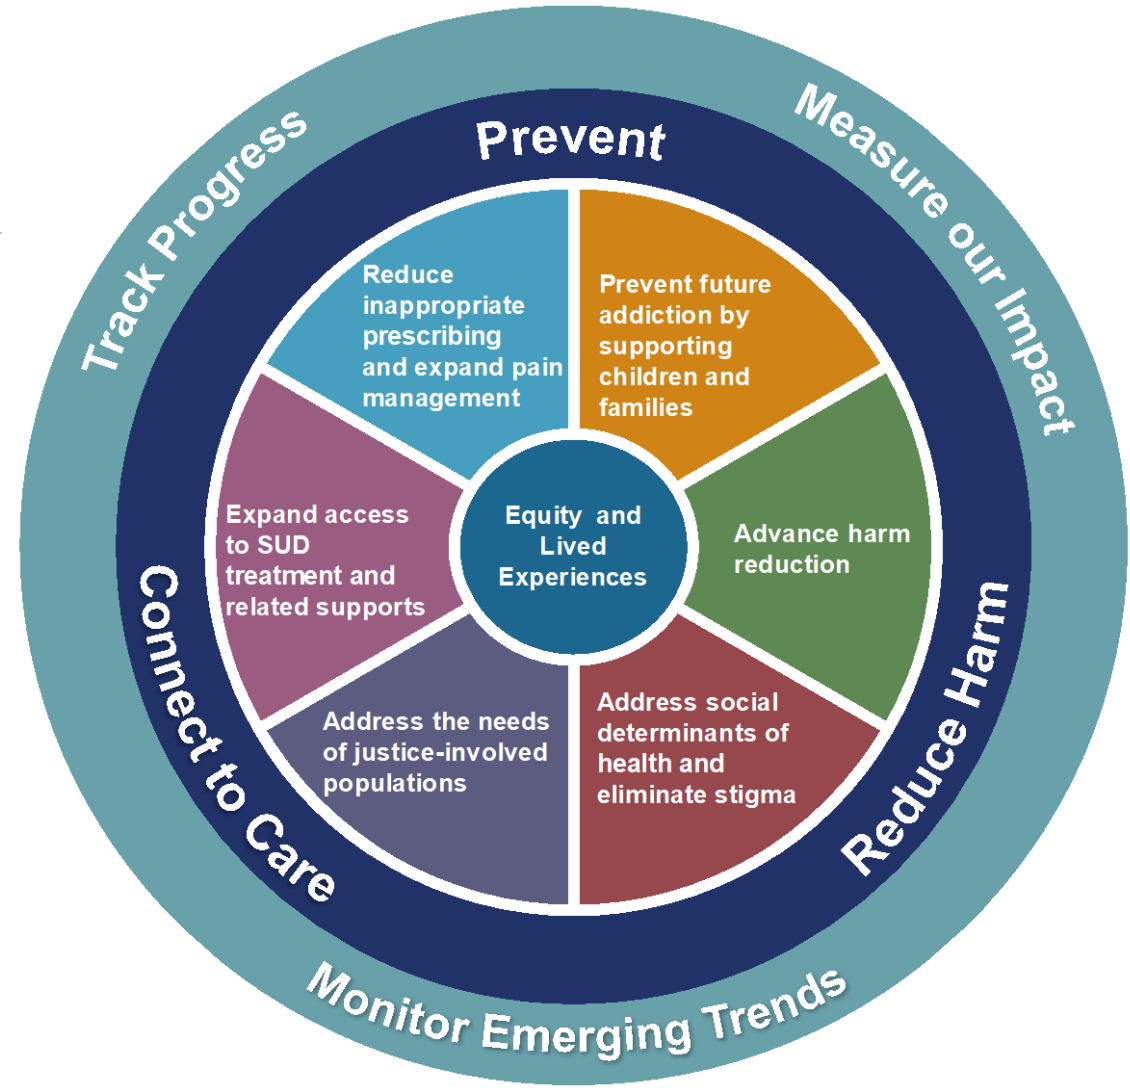 Track Progress
Measure our Impact
Prevent
Reduce
inappropriate
prescribing
and expand pain
management
Prevent future
addiction by
supporting
children and
families
Expand access
to SUD
treatment and
related supports
Equity and
Lived
Experiences
Advance harm
reduction
Address the needs
of justice-involved
populations
Address social
determinants of
health and
eliminate stigma
Connect to Care
Reduce Harm
Monitor Emerging Trends